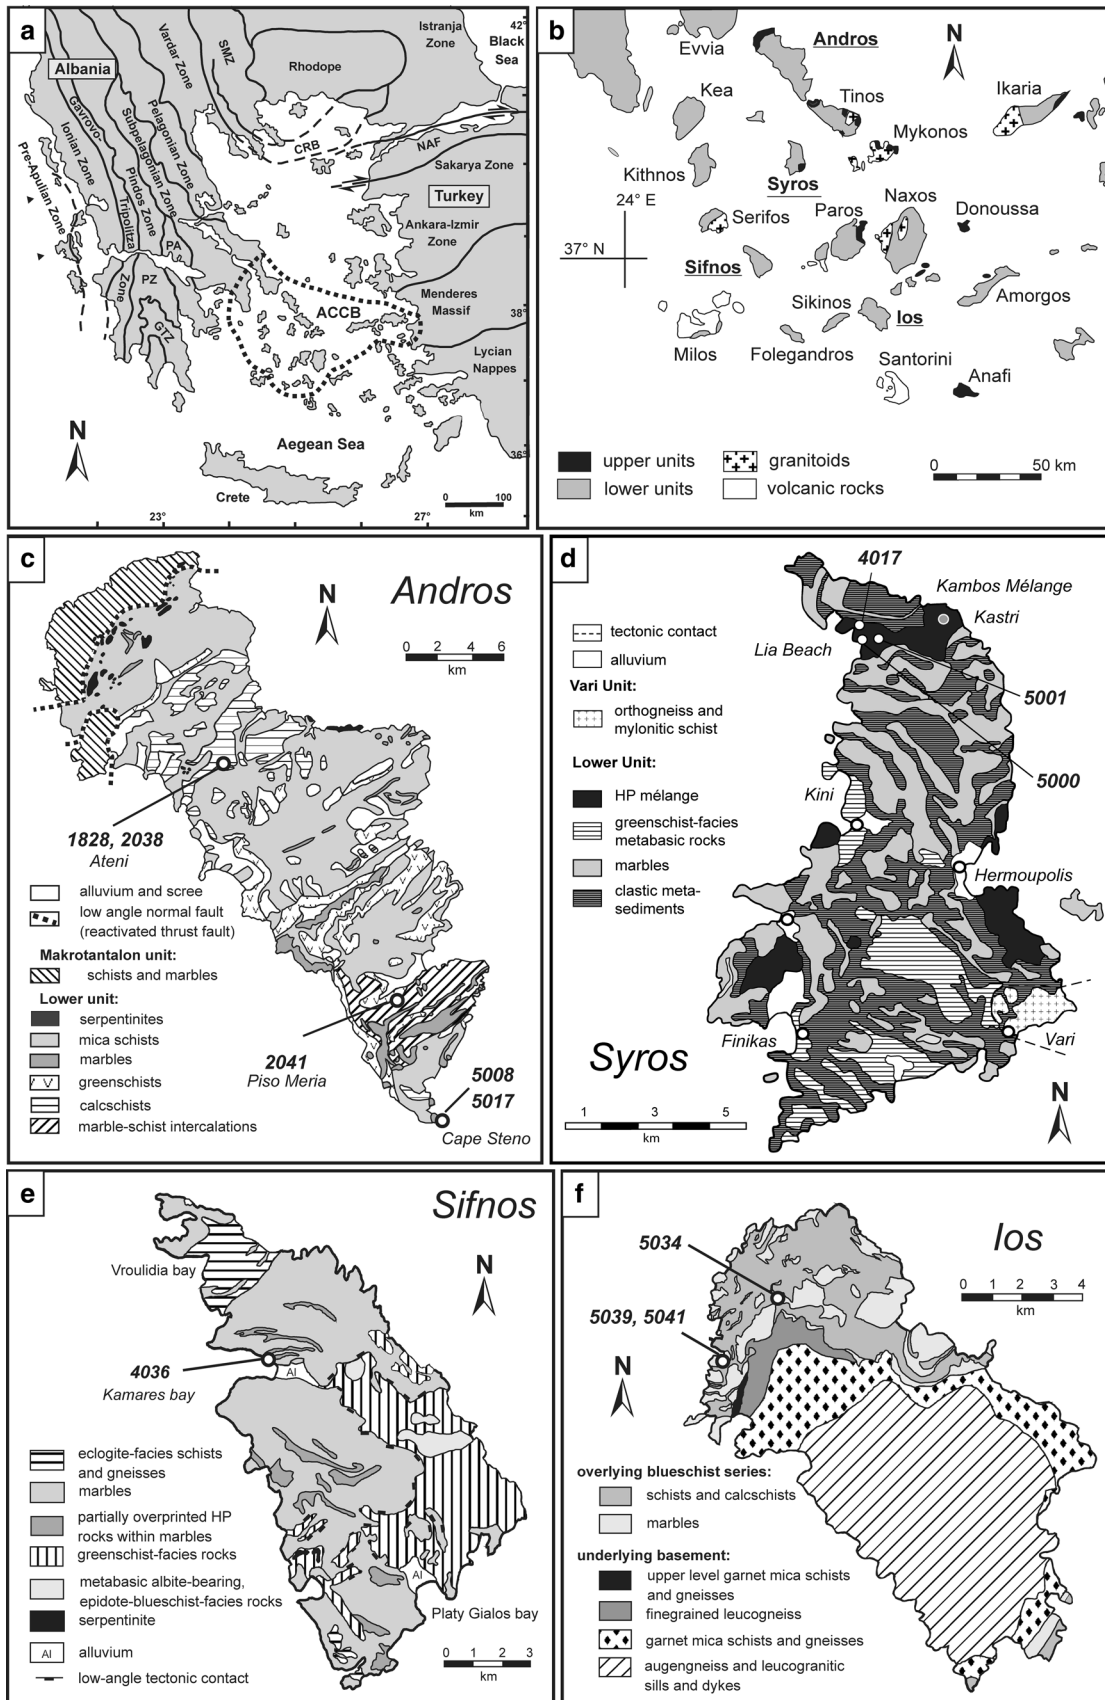 a
Albania
Vardar Zone
SMZ
Istranja
Zone
42°
Black
Sea
Rhodope
Gavrovo-
Tripolitza
Zone
Ionian Zone
Pre-Apulian Zone
Pelagonian Zone
Subpelagonian Zone
Pindos Zone
PA
PZ
GTZ
CRB
NAF
Sakarya Zone
Turkey
Ankara-Izmir
Zone
Menderes
Massif
38°
ACCB
Lycian
Nappes
N
Aegean Sea
Crete
36°
0 100
km
23°
27°
b
Evvia
Andros
N
Kea
Tinos
Ikaria
Mykonos
Kithnos
Syros
24° E
Serifos
Paros
Naxos
Donoussa
37° N
Sifnos
Sikinos
Amorgos
Ios
Milos
Folegandros
Santorini
Anafi
upper units
granitoids
lower units
volcanic rocks
0 50 km
c
Andros
N
0 2 4 6
km
1828, 2038
Ateni
alluvium and scree
low angle normal fault
(reactivated thrust fault)
Makrotantalon unit:
schists and marbles
Lower unit:
serpentinites
mica schists
marbles
greenschists
calcschists
marble-schist intercalations
2041
Piso Meria
5008
5017
Cape Steno
d
4017
Kambos Mélange
Kastri
Lia Beach
5001
5000
tectonic contact
alluvium
Vari Unit:
orthogneiss and
mylonitic schist
Lower Unit:
HP mélange
greenschist-facies
metabasic rocks
marbles
clastic meta-
sediments
Kini
Hermoupolis
Finikas
Vari
Syros
N
1 3 5
km
e
Sifnos
Vroulidia bay
N
4036
Kamares bay
Al
eclogite-facies schists
and gneisses
marbles
partially overprinted HP
rocks within marbles
greenschist-facies rocks
metabasic albite-bearing,
epidote-blueschist-facies rocks
serpentinite
Al
alluvium
low-angle tectonic contact
Al
Platy Gialos bay
0 1 2 3
km
f
Ios
5034
0 1 2 3 4
km
5039, 5041
N
overlying blueschist series:
schists and calcschists
marbles
underlying basement:
upper level garnet mica schists
and gneisses
finegrained leucogneiss
garnet mica schists and gneisses
augengneiss and leucogranitic
sills and dykes